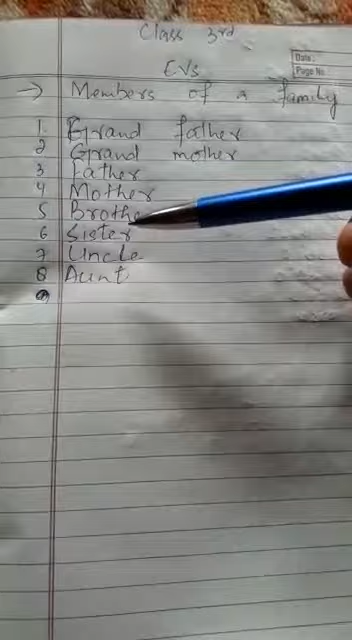 Class 3rd
Date:
Page No.
EVS
→ Members of a family
1. Grand father
2 Grand mother
3 Father
4 Mother
5 Brothe
6 Sister
7 Uncle
8 Aunt
9